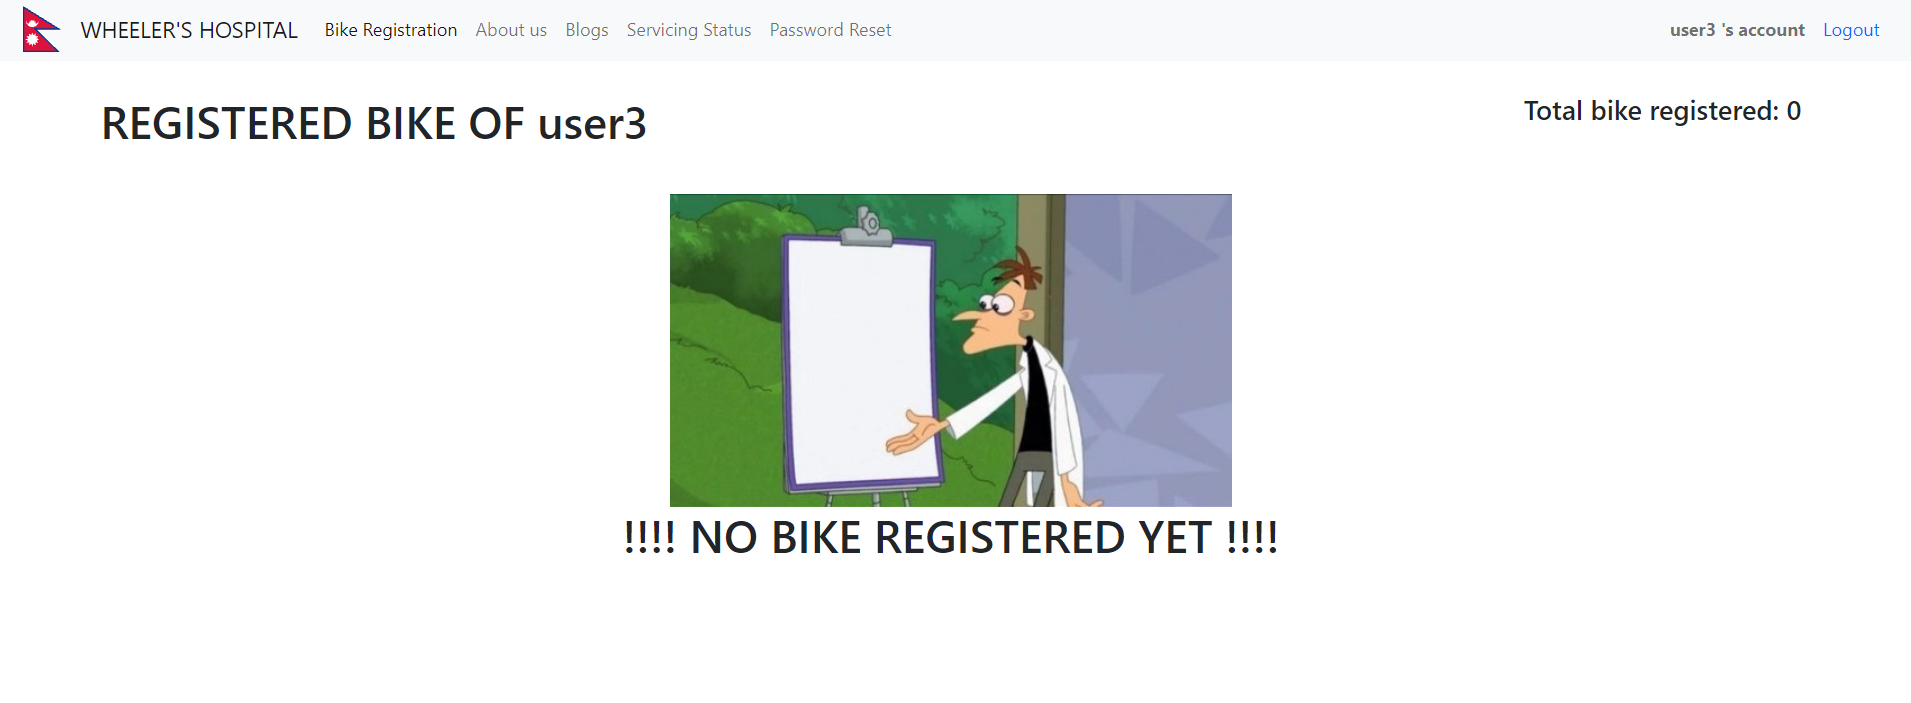 WHEELER'S HOSPITAL Bike Registration About us Blogs Servicing Status Password Reset user3 's account Logout
REGISTERED BIKE OF user3
Total bike registered: 0
!!!! NO BIKE REGISTERED YET !!!!